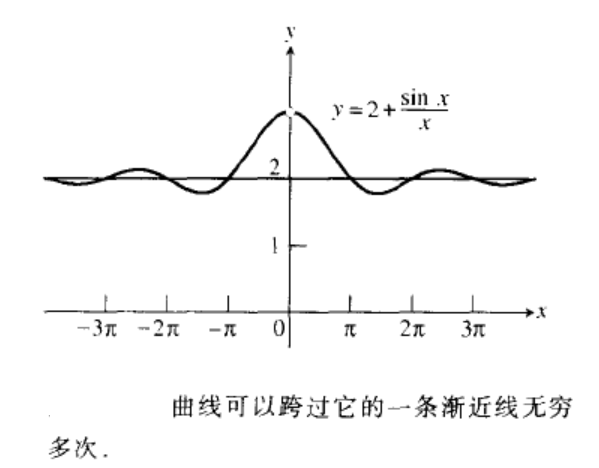 y
y = 2 + sin x / x
2
1
-3π -2π -π 0 π 2π 3π x
曲线可以跨过它的一条渐近线无穷
多次.